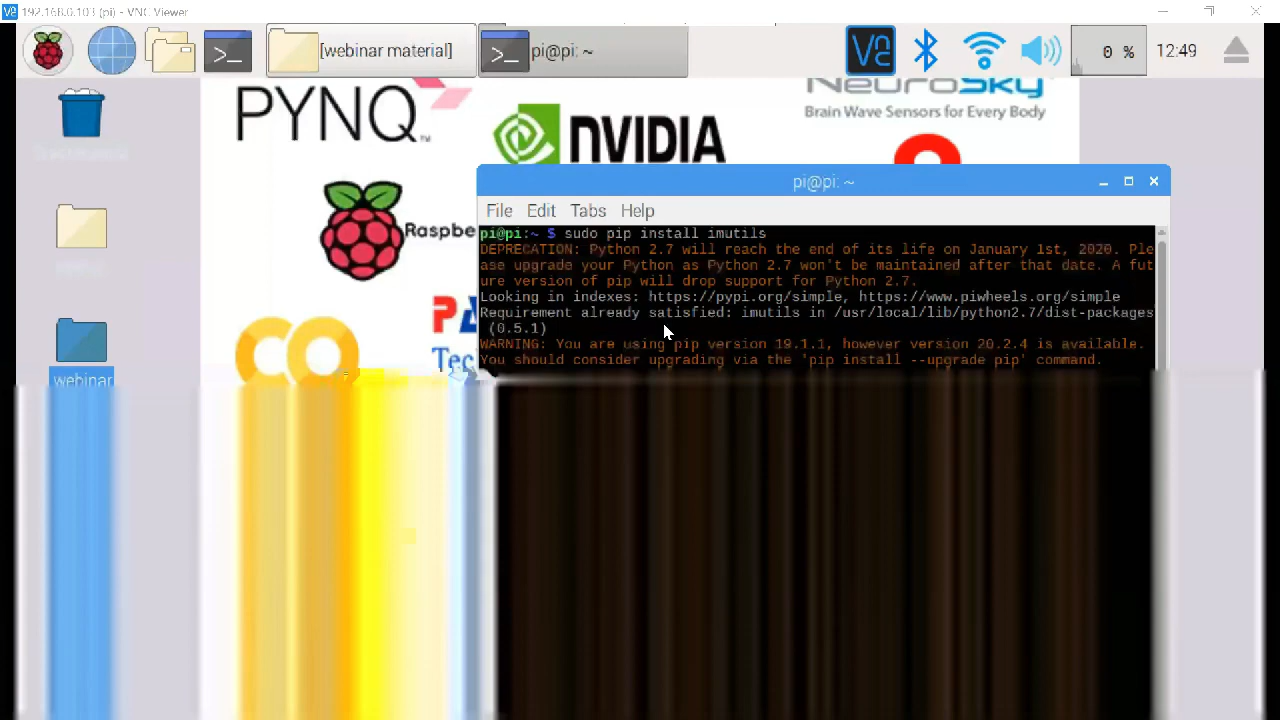 192.168.0.103 (pi) - VNC Viewer
[webinar material]
pi@pi: ~
0 %
12:49
PYNQ
NVIDIA
NEUROSKY
Brain Wave Sensors for Every Body
pi@pi: ~
File Edit Tabs Help
pi@pi:~ $ sudo pip install imutils
DEPRECATION: Python 2.7 will reach the end of its life on January 1st, 2020. Ple
ase upgrade your Python as Python 2.7 won't be maintained after that date. A fut
ure version of pip will drop support for Python 2.7.
Looking in indexes: https://pypi.org/simple, https://www.piwheels.org/simple
Requirement already satisfied: imutils in /usr/local/lib/python2.7/dist-packages
(0.5.1)
WARNING: You are using pip version 19.1.1, however version 20.2.4 is available.
You should consider upgrading via the 'pip install --upgrade pip' command.
Raspbe
PA
Tec
webinar